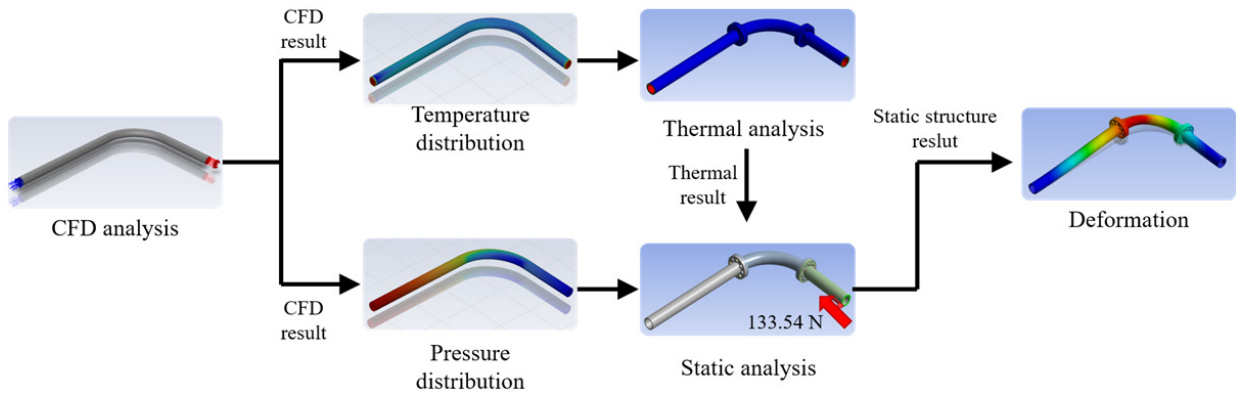 CFD
result
Temperature
distribution
Thermal analysis
Thermal
result
CFD analysis
CFD
result
Pressure
distribution
133.54 N
Static analysis
Static structure
reslut
Deformation